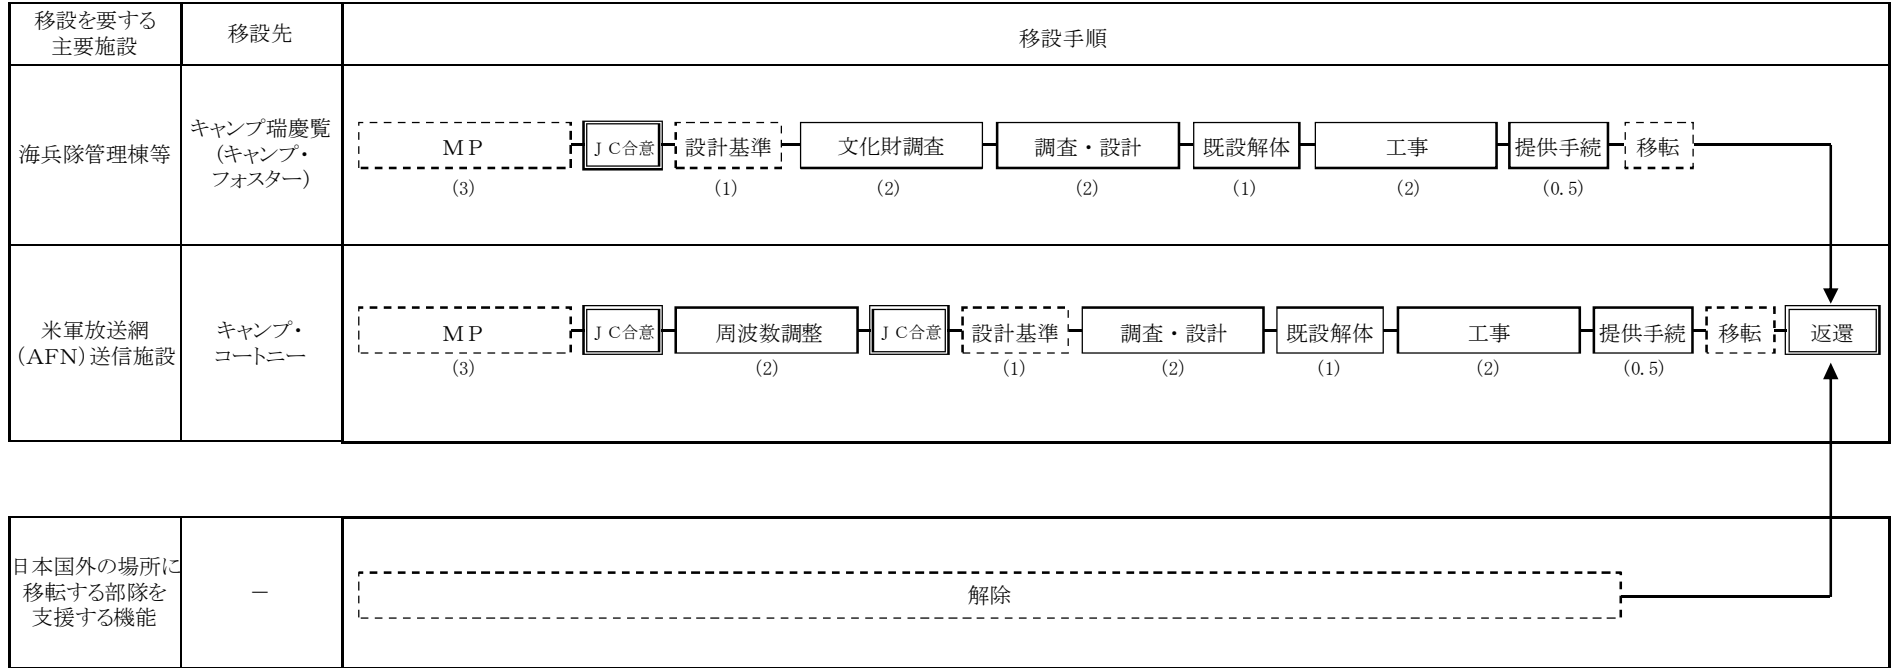 移設を要する
主要施設
移設先
移設手順
海兵隊管理棟等
キャンプ瑞慶覧
(キャンプ・
フォスター)
MP
JC合意
設計基準
文化財調査
調査・設計
既設解体
工事
提供手続
移転
(3)
(1)
(2)
(2)
(1)
(2)
(0.5)
米軍放送網
(AFN)送信施設
キャンプ・
コートニー
MP
JC合意
周波数調整
JC合意
設計基準
調査・設計
既設解体
工事
提供手続
移転
返還
(3)
(2)
(1)
(2)
(1)
(2)
(0.5)
日本国外の場所に
移転する部隊を
支援する機能
－
解除